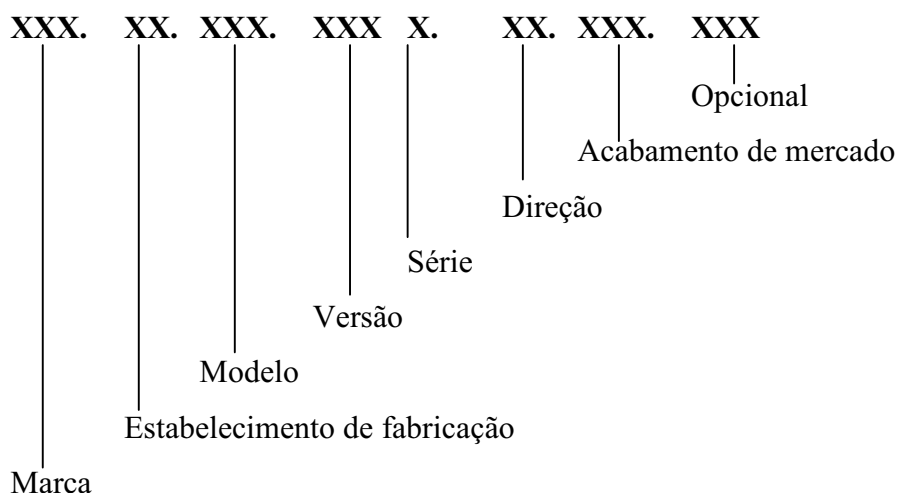 XXX. XX. XXX. XXX X. XX. XXX. XXX
Opcional
Acabamento de mercado
Direção
Série
Versão
Modelo
Estabelecimento de fabricação
Marca